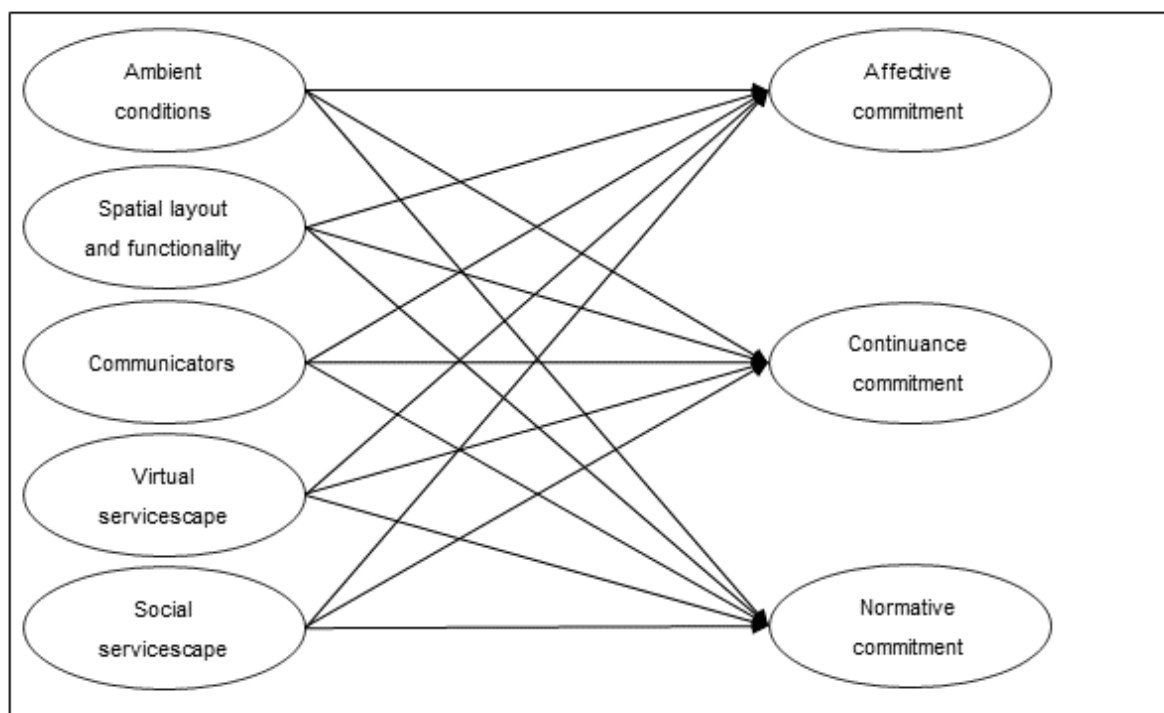 Ambient
conditions
Affective
commitment
Spatial layout
and functionality
Communicators
Continuance
commitment
Virtual
servicescape
Social
servicescape
Normative
commitment